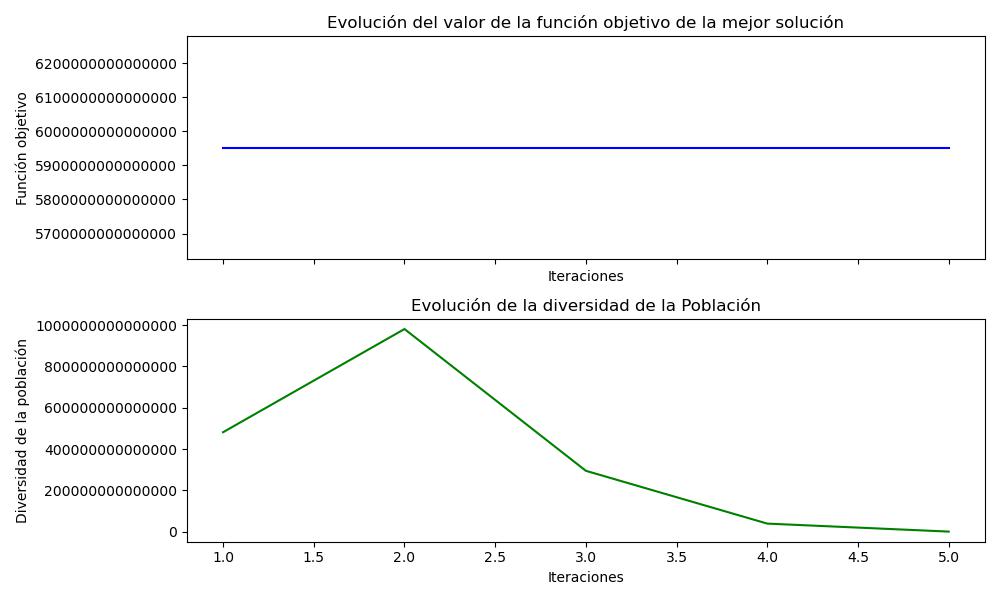 Evolución del valor de la función objetivo de la mejor solución
Función objetivo
6200000000000000
6100000000000000
6000000000000000
5900000000000000
5800000000000000
5700000000000000
Iteraciones
Evolución de la diversidad de la Población
Diversidad de la población
1000000000000000
800000000000000
600000000000000
400000000000000
200000000000000
0
1.0 1.5 2.0 2.5 3.0 3.5 4.0 4.5 5.0
Iteraciones